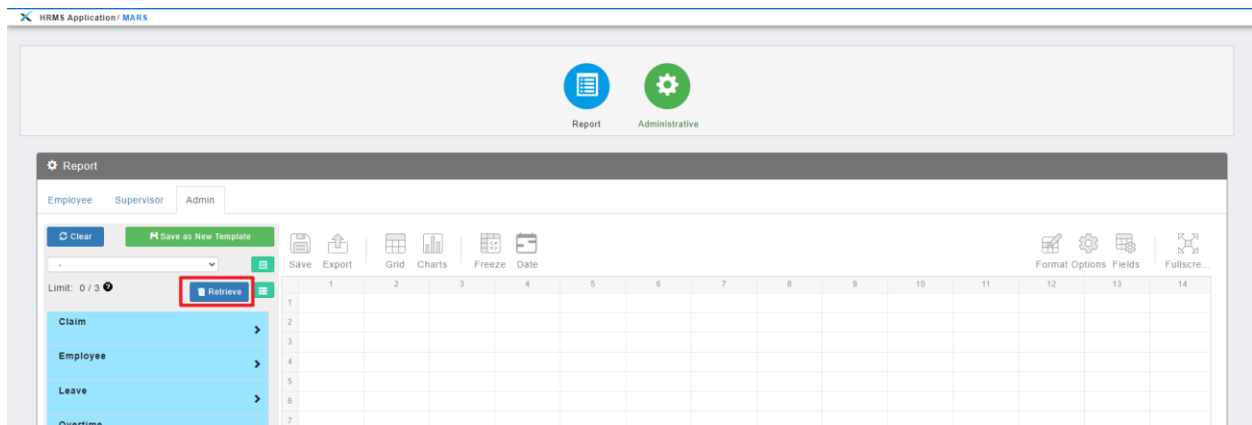 HRMS Application / MARS
Report Administrative
Report
Employee Supervisor Admin
Clear Save as New Template
-
Limit: 0 / 3 ? Retrieve
Save Export Grid Charts Freeze Date Format Options Fields Fullscre...
1 2 3 4 5 6 7 8 9 10 11 12 13 14
1
2
3
4
5
6
7
Claim
Employee
Leave
Overtime